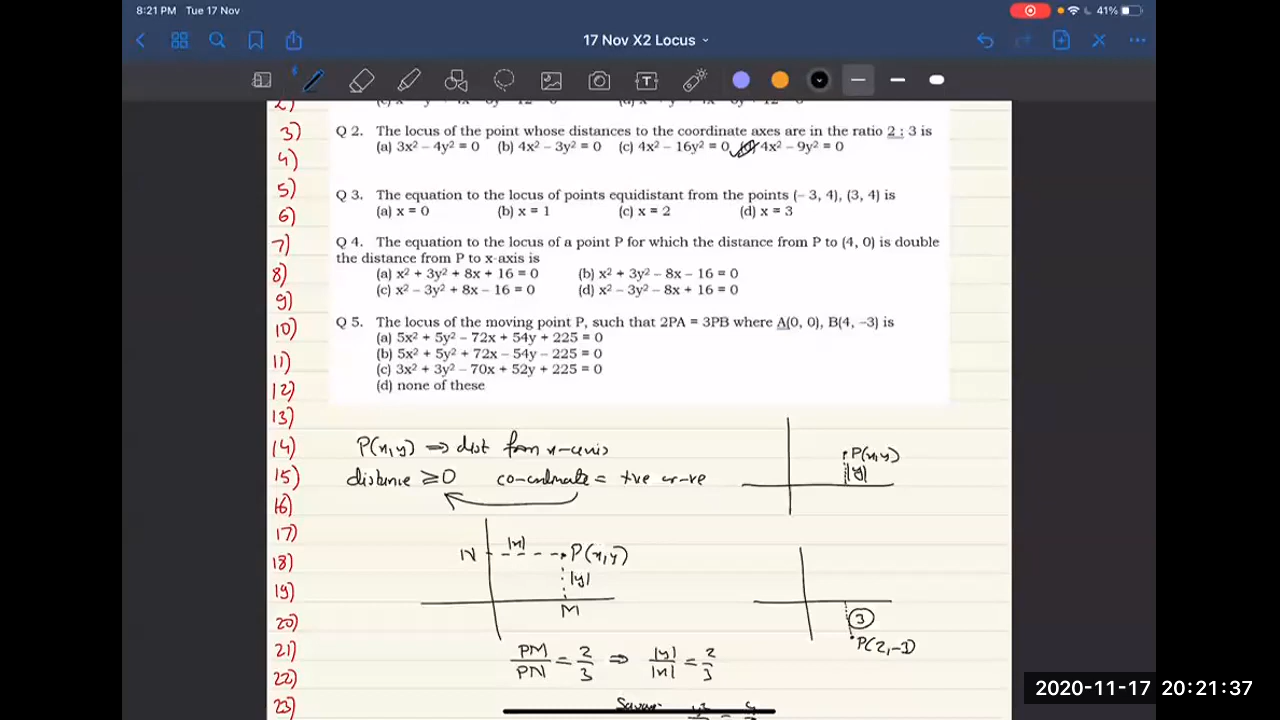 8:21 PM Tue 17 Nov
41%
17 Nov X2 Locus
T
2)
3) Q 2. The locus of the point whose distances to the coordinate axes are in the ratio 2 : 3 is
(a) 3x² – 4y² = 0 (b) 4x² – 3y² = 0 (c) 4x² – 16y² = 0 (d) 4x² – 9y² = 0
4)
5) Q 3. The equation to the locus of points equidistant from the points (– 3, 4), (3, 4) is
6) (a) x = 0 (b) x = 1 (c) x = 2 (d) x = 3
7) Q 4. The equation to the locus of a point P for which the distance from P to (4, 0) is double
the distance from P to x-axis is
8) (a) x² + 3y² + 8x + 16 = 0 (b) x² + 3y² – 8x – 16 = 0
9) (c) x² – 3y² + 8x – 16 = 0 (d) x² – 3y² – 8x + 16 = 0
10) Q 5. The locus of the moving point P, such that 2PA = 3PB where A(0, 0), B(4, –3) is
(a) 5x² + 5y² – 72x + 54y + 225 = 0
11) (b) 5x² + 5y² + 72x – 54y – 225 = 0
(c) 3x² + 3y² – 70x + 52y + 225 = 0
12) (d) none of these
13)
14) P(x,y) ⇒ dist from x-axis
P(x,y)
15) distance ≥0 co-ordinate = +ve or -ve
|y|
16)
17)
|x|
18) N P(x,y)
|y|
19)
M
20) 3
P(2,-3)
21) PM/PN = 2/3 ⇒ |y|/|x| = 2/3
22)
23) Square
2020-11-17 20:21:37